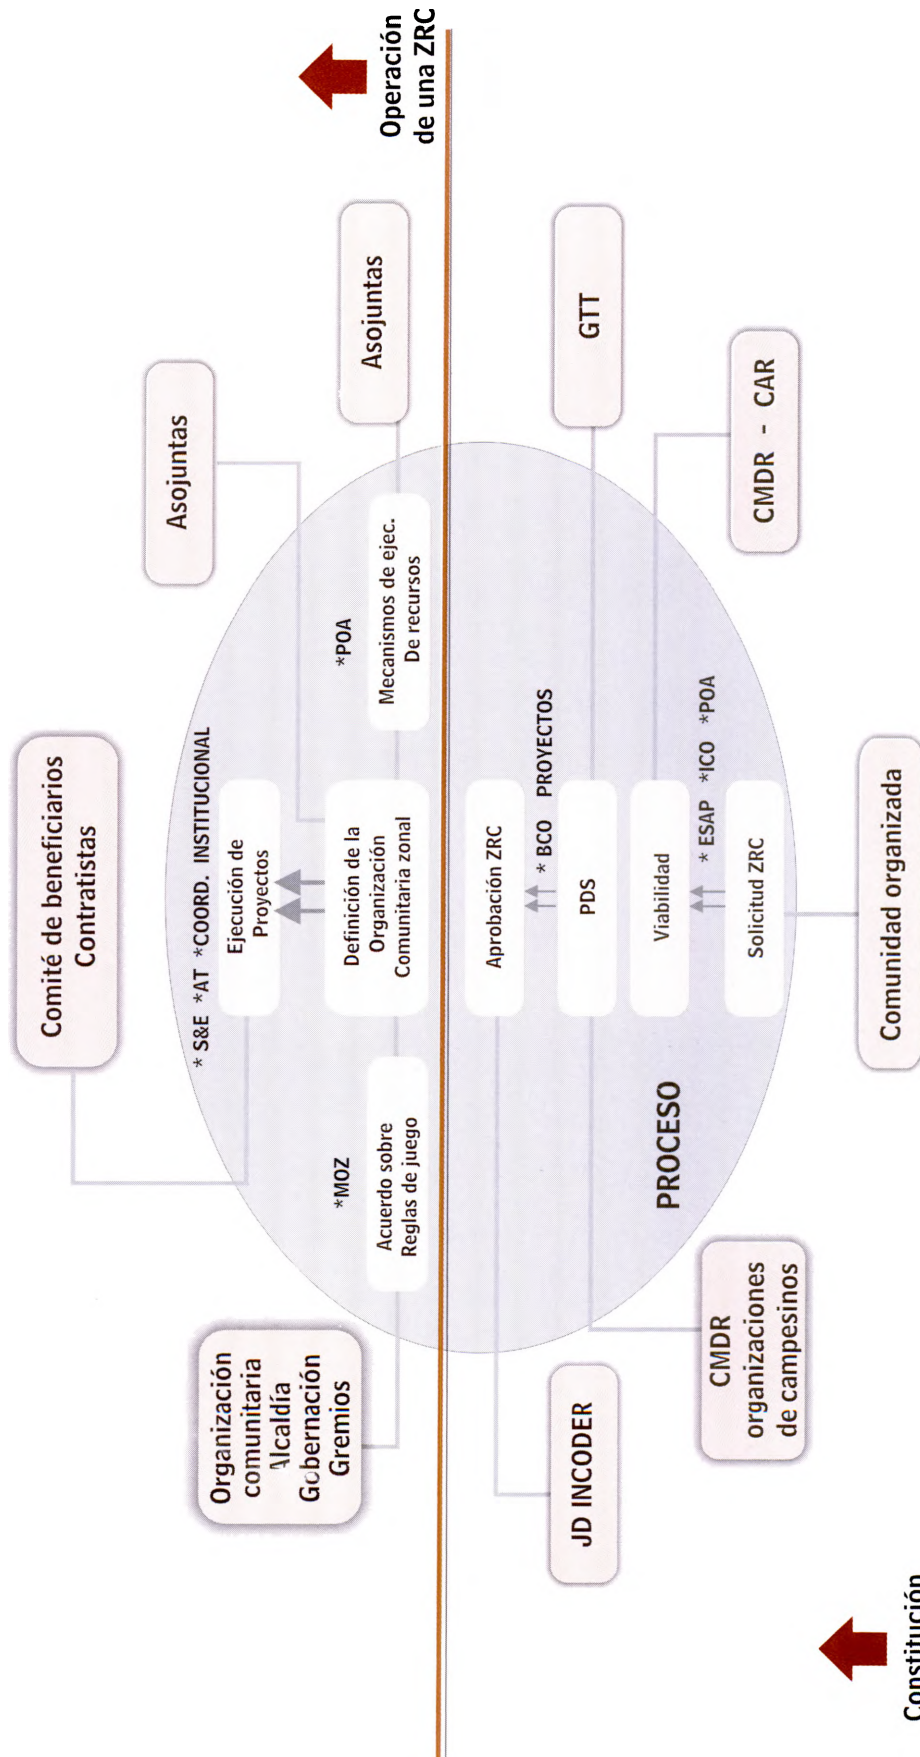 Operación
de una ZRC
Comité de beneficiarios
Contratistas
Asojuntas
Asojuntas
* S&E *AT *COORD. INSTITUCIONAL
Ejecución de
Proyectos
*MOZ
*POA
Organización
comunitaria
Alcaldía
Gobernación
Gremios
Acuerdo sobre
Reglas de juego
Definición de la
Organización
Comunitaria zonal
Mecanismos de ejec.
De recursos
Aprobación ZRC
* BCO PROYECTOS
PDS
GTT
JD INCODER
Viabilidad
* ESAP *ICO *POA
Solicitud ZRC
PROCESO
CMDR
organizaciones
de campesinos
CMDR - CAR
Comunidad organizada
Constitución